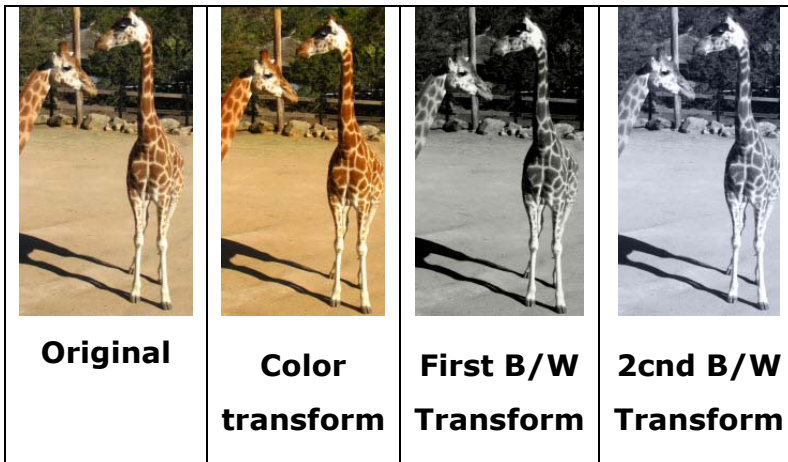 Original
Color
transform
First B/W
Transform
2cnd B/W
Transform